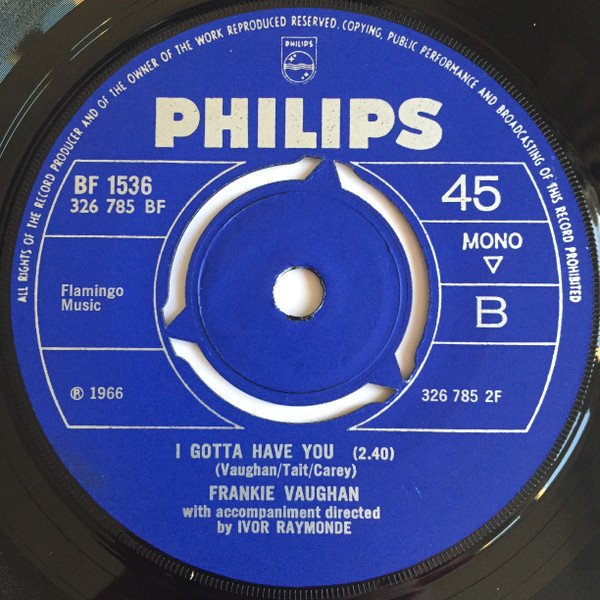 ALL RIGHTS OF THE RECORD PRODUCER AND OF THE OWNER OF THE WORK REPRODUCED RESERVED. COPYING, PUBLIC PERFORMANCE AND BROADCASTING OF THIS RECORD PROHIBITED
PHILIPS
PHILIPS
BF 1536
326 785 BF
45
MONO
Flamingo
Music
B
℗ 1966
326 785 2F
I GOTTA HAVE YOU (2.40)
(Vaughan/Tait/Carey)
FRANKIE VAUGHAN
with accompaniment directed
by IVOR RAYMONDE